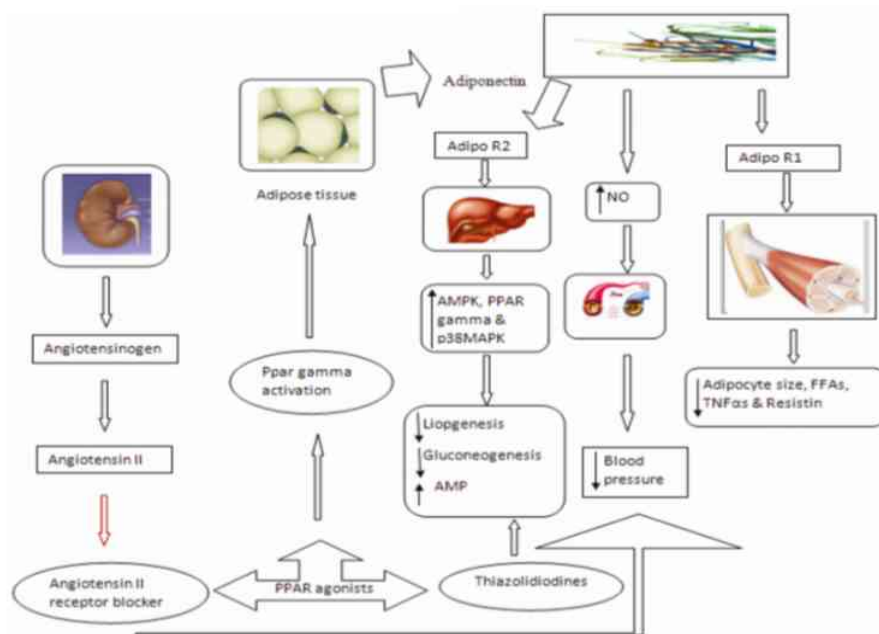 Adiponectin
Adipo R2
Adipo R1
Adipose tissue
NO
AMPK, PPAR
gamma &
p38MAPK
Angiotensinogen
Ppar gamma
activation
Adipocyte size, FFAs,
TNFαs & Resistin
Liopgenesis
Gluconeogenesis
AMP
Angiotensin II
Blood
pressure
Angiotensin II
receptor blocker
PPAR agonists
Thiazolidiodines